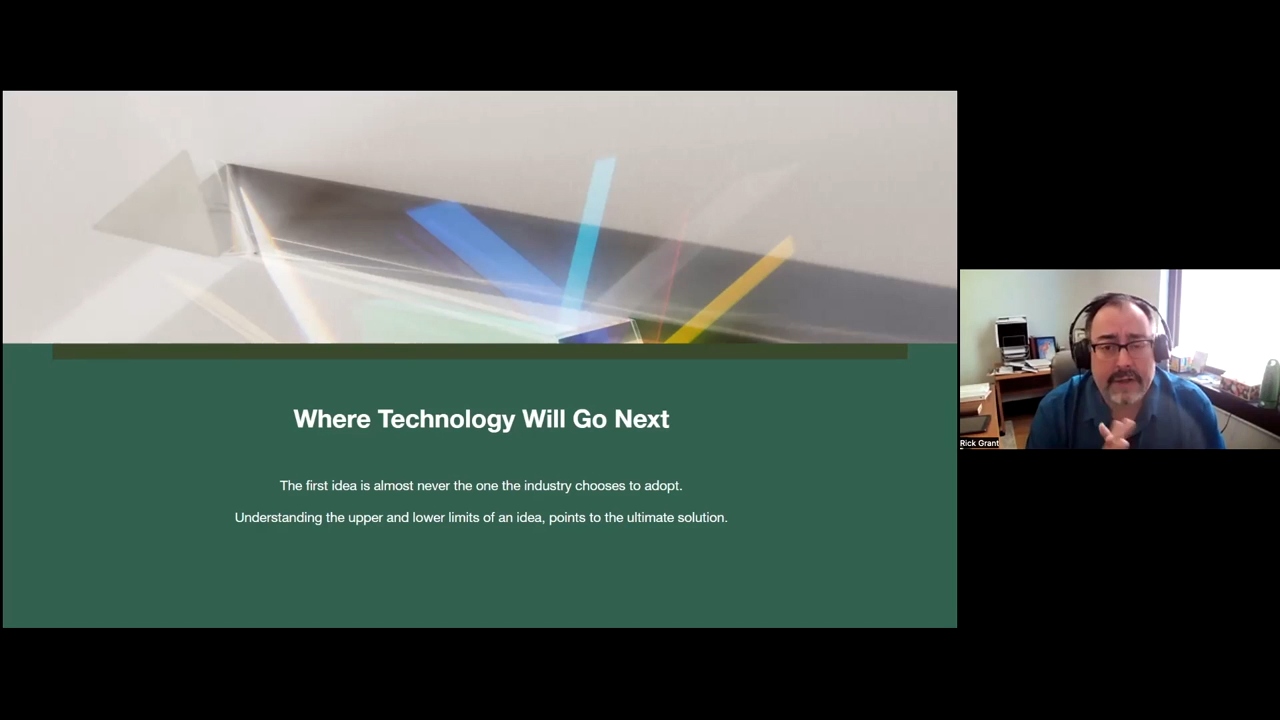 Where Technology Will Go Next
The first idea is almost never the one the industry chooses to adopt.
Understanding the upper and lower limits of an idea, points to the ultimate solution.
Rick Grant